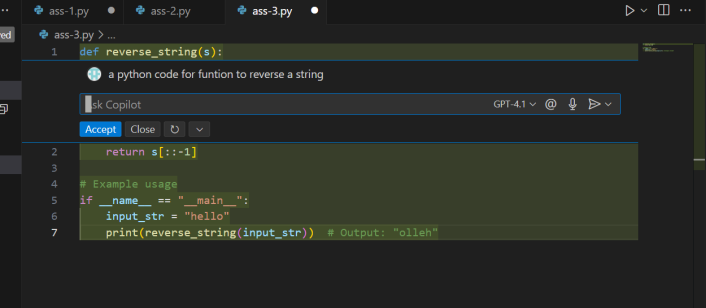 ass-1.py ass-2.py ass-3.py
ved
ass-3.py > ...
1 def reverse_string(s):
a python code for funtion to reverse a string
sk Copilot GPT-4.1
Accept Close
2 return s[::-1]
3
4 # Example usage
5 if __name__ == "__main__":
6 input_str = "hello"
7 print(reverse_string(input_str)) # Output: "olleh"